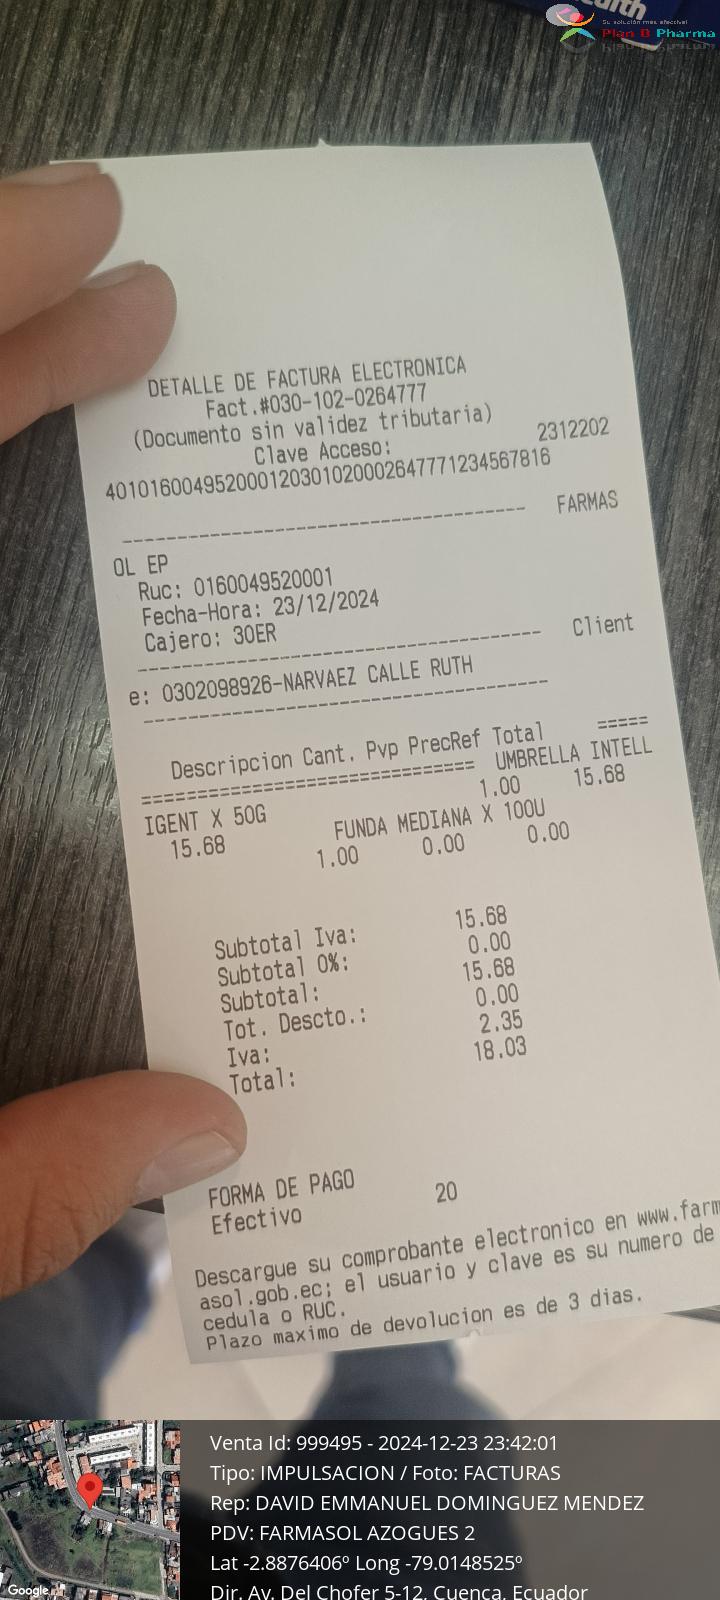 ealth
Su solución más efectiva!
Plan B Pharma
DETALLE DE FACTURA ELECTRONICA
Fact.#030-102-0264777
(Documento sin validez tributaria)
Clave Acceso: 2312202
401016004952000120301020002647771234567816
-------------------------------- FARMAS
OL EP
Ruc: 0160049520001
Fecha-Hora: 23/12/2024
Cajero: 30ER
-------------------------------- Client
e: 0302098926-NARVAEZ CALLE RUTH
--------------------------------
Descripcion Cant. Pvp PrecRef Total =====
============================== UMBRELLA INTELL
IGENT X 50G 1.00 15.68
15.68 FUNDA MEDIANA X 100U
1.00 0.00 0.00
Subtotal Iva: 15.68
Subtotal 0%: 0.00
Subtotal: 15.68
Tot. Descto.: 0.00
Iva: 2.35
Total: 18.03
FORMA DE PAGO
Efectivo 20
Descargue su comprobante electronico en www.farm
asol.gob.ec; el usuario y clave es su numero de
cedula o RUC.
Plazo maximo de devolucion es de 3 dias.
Google
Venta Id: 999495 - 2024-12-23 23:42:01
Tipo: IMPULSACION / Foto: FACTURAS
Rep: DAVID EMMANUEL DOMINGUEZ MENDEZ
PDV: FARMASOL AZOGUES 2
Lat -2.8876406º Long -79.0148525º
Dir. Av. Del Chofer 5-12, Cuenca, Ecuador